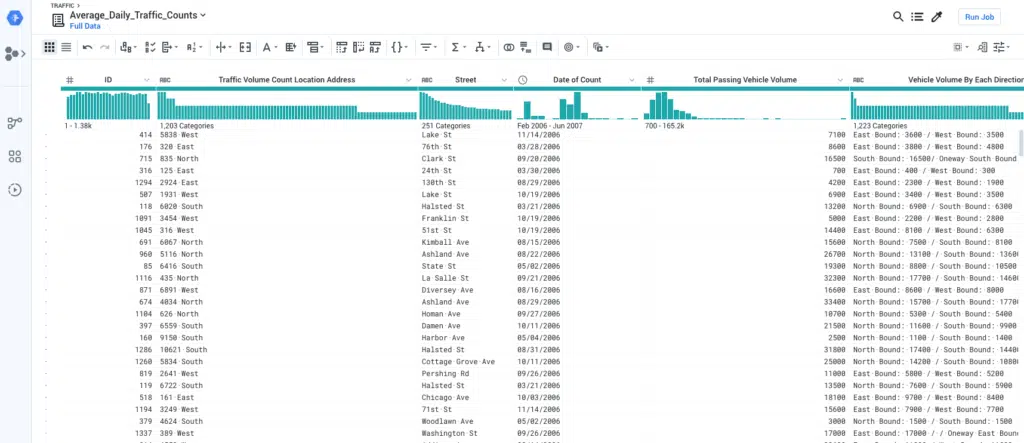 TRAFFIC >
Average_Daily_Traffic_Counts
Full Data
Run Job
# ID RBC Traffic Volume Count Location Address RBC Street Date of Count # Total Passing Vehicle Volume RBC Vehicle Volume By Each Direction
1 - 1.38k 1,203 Categories 251 Categories Feb 2006 - Jun 2007 700 - 165.2k 1,223 Categories
414 5838·West Lake·St 11/14/2006 7100 East·Bound:·3600·/·West·Bound:·3500
176 320·East 76th·St 03/28/2006 8600 East·Bound:·3800·/·West·Bound:·4800
715 835·North Clark·St 09/20/2006 16500 South·Bound:·16500/·Oneway·South·Bound
316 125·East 24th·St 03/30/2006 700 East·Bound:·400·/·West·Bound:·300
1294 2924·East 130th·St 08/29/2006 4200 East·Bound:·2300·/·West·Bound:·1900
507 1931·West Lake·St 10/19/2006 6900 East·Bound:·3400·/·West·Bound:·3500
118 6020·South Halsted·St 03/21/2006 13200 North·Bound:·6900·/·South·Bound:·6300
1091 3454·West Franklin·St 10/19/2006 5000 East·Bound:·2200·/·West·Bound:·2800
1045 316·West 51st·St 10/19/2006 14400 East·Bound:·8100·/·West·Bound:·6300
691 6067·North Kimball·Ave 08/15/2006 15600 North·Bound:·7500·/·South·Bound:·8100
960 5116·North Ashland·Ave 08/22/2006 26700 North·Bound:·13100·/·South·Bound:·1360
85 6416·South State·St 05/02/2006 19300 North·Bound:·8800·/·South·Bound:·10500
1116 435·North La·Salle·St 09/21/2006 32300 North·Bound:·17700·/·South·Bound:·1460
871 6891·West Diversey·Ave 08/16/2006 16600 East·Bound:·8600·/·West·Bound:·8000
674 4034·North Ashland·Ave 08/29/2006 33400 North·Bound:·15700·/·South·Bound:·1770
1104 626·North Homan·Ave 09/27/2006 10700 North·Bound:·5300·/·South·Bound:·5400
397 6559·South Damen·Ave 10/11/2006 21500 North·Bound:·11600·/·South·Bound:·9900
160 9150·South Harbor·Ave 05/04/2006 2500 North·Bound:·1100·/·South·Bound:·1400
1286 10621·South Halsted·St 08/31/2006 31800 North·Bound:·17400·/·South·Bound:·1440
1260 5834·South Cottage·Grove·Ave 10/11/2006 25000 North·Bound:·14200·/·South·Bound:·1080
819 2641·West Pershing·Rd 09/26/2006 11000 East·Bound:·5800·/·West·Bound:·5200
119 6722·South Halsted·St 03/21/2006 13500 North·Bound:·7600·/·South·Bound:·5900
518 161·East Chicago·Ave 10/03/2006 18100 East·Bound:·9700·/·West·Bound:·8400
1194 3249·West 71st·St 11/14/2006 15600 East·Bound:·7900·/·West·Bound:·7700
379 4624·South Woodlawn·Ave 05/02/2006 3000 North·Bound:·1500·/·South·Bound:·1500
1337 389·West Washington·St 09/26/2006 17000 East·Bound:·17000·/·/Oneway·East·Boun